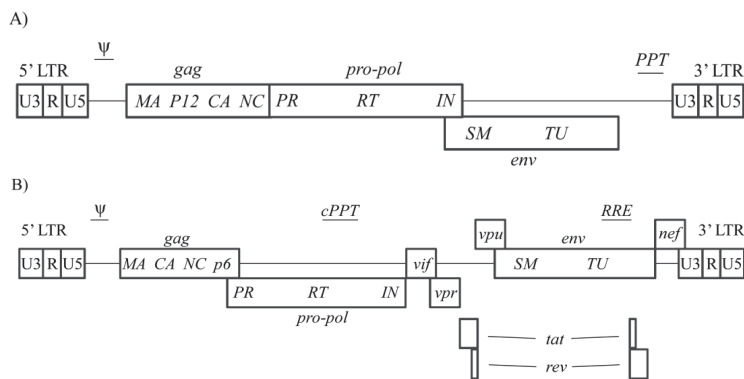 A)
ψ PPT
5' LTR gag pro-pol 3' LTR
U3 R U5 MA P12 CA NC PR RT IN U3 R U5
SM TU
env
B)
ψ cPPT RRE
5' LTR gag vpu env nef 3' LTR
U3 R U5 MA CA NC p6 vif SM TU U3 R U5
PR RT IN vpr
pro-pol
tat
rev